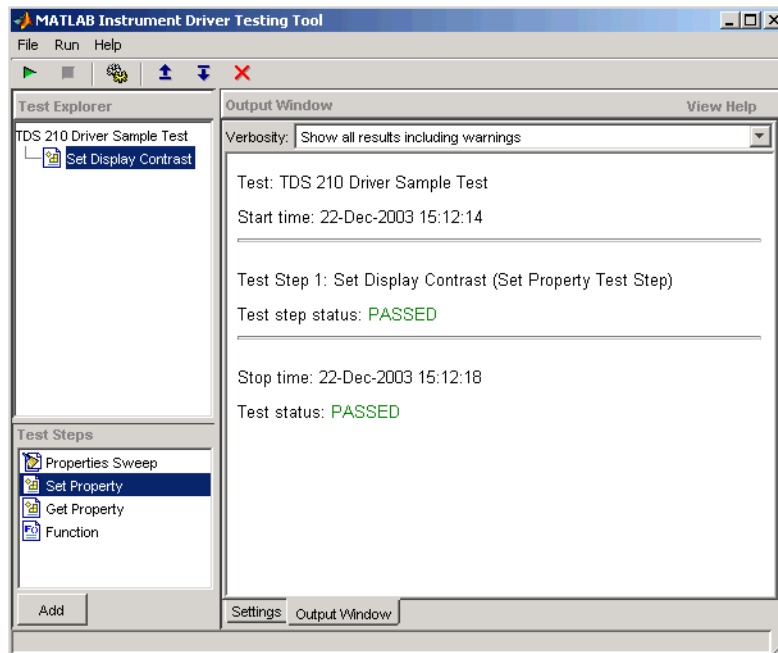 MATLAB Instrument Driver Testing Tool
File Run Help
Test Explorer
TDS 210 Driver Sample Test
Set Display Contrast
Test Steps
Properties Sweep
Set Property
Get Property
Function
Add
Output Window View Help
Verbosity: Show all results including warnings
Test: TDS 210 Driver Sample Test
Start time: 22-Dec-2003 15:12:14
Test Step 1: Set Display Contrast (Set Property Test Step)
Test step status: PASSED
Stop time: 22-Dec-2003 15:12:18
Test status: PASSED
Settings Output Window